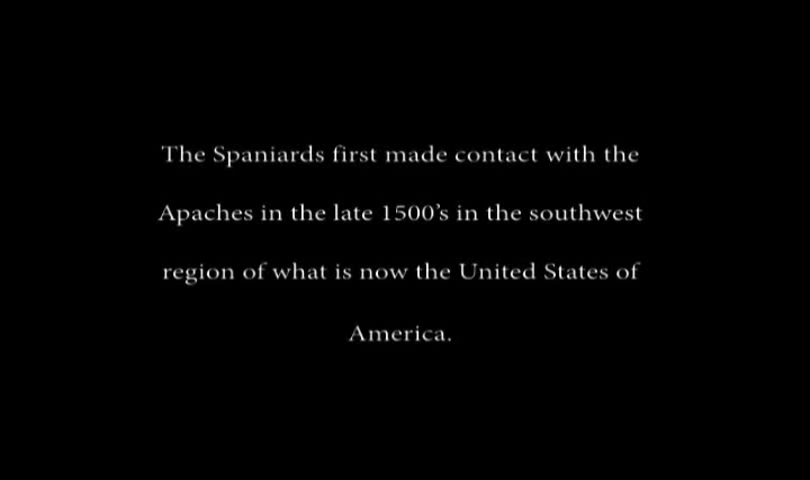 The Spaniards first made contact with the
Apaches in the late 1500’s in the southwest
region of what is now the United States of
America.